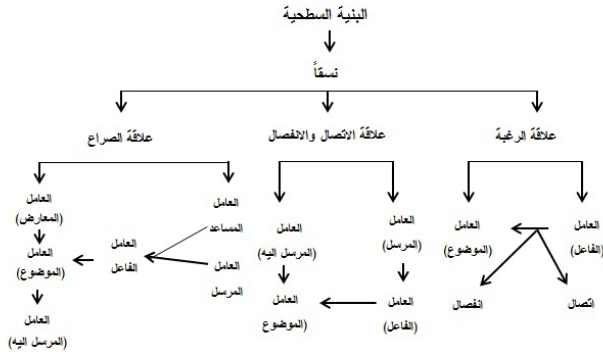 البنية السطحية
نسقاً
علاقة الرغبة
علاقة الاتصال والانفصال
علاقة الصراع
العامل
(الفاعل)
العامل
(الموضوع)
اتصال
انفصال
العامل
(المرسل)
العامل
(المرسل اليه)
العامل
(الفاعل)
العامل
الموضوع)
العامل
المساعد
العامل
المرسل
العامل
الفاعل
العامل
(المعارض)
العامل
(الموضوع)
العامل
(المرسل اليه)